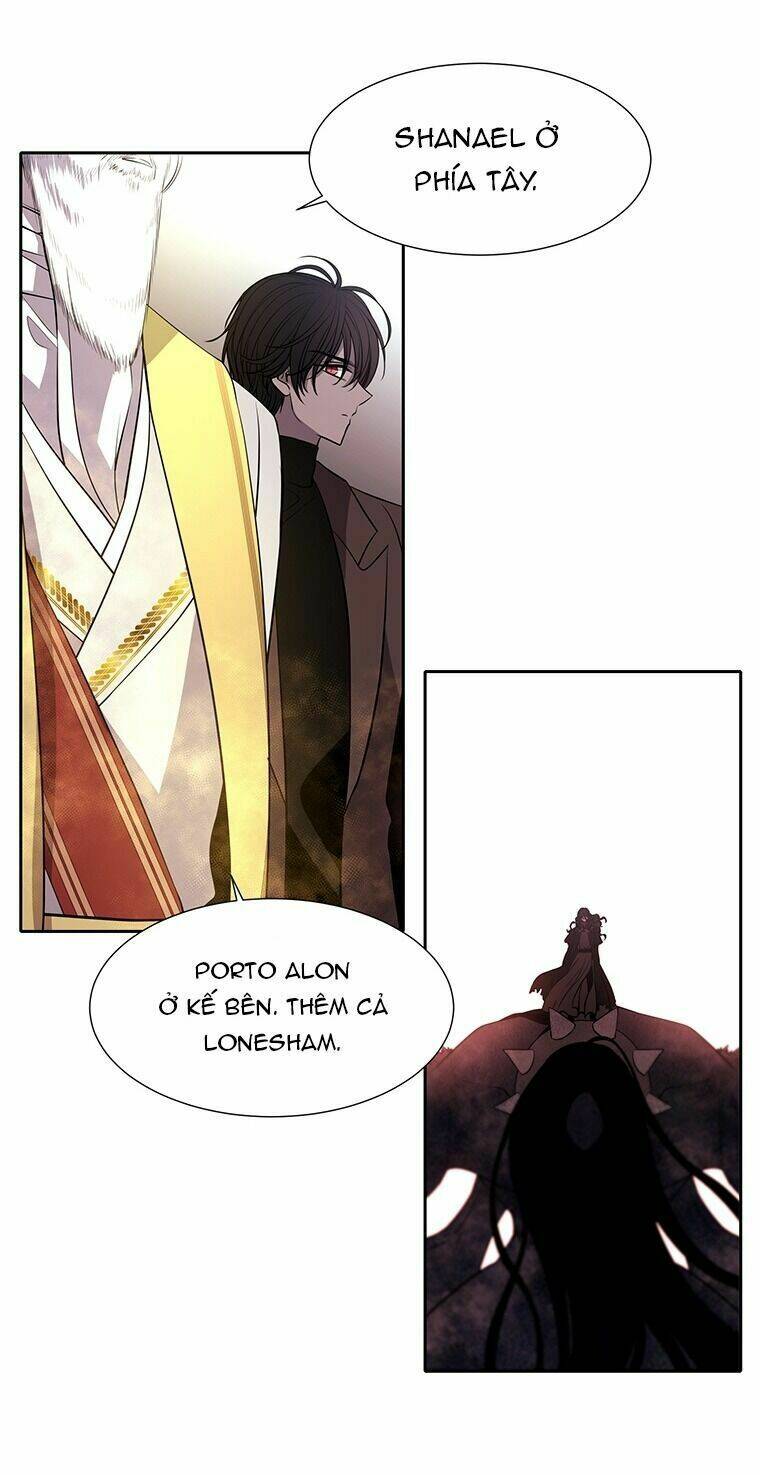 SHANAEL Ở
PHÍA TÂY.
PORTO ALON
Ở KẾ BÊN. THÊM CẢ
LONESHAM.